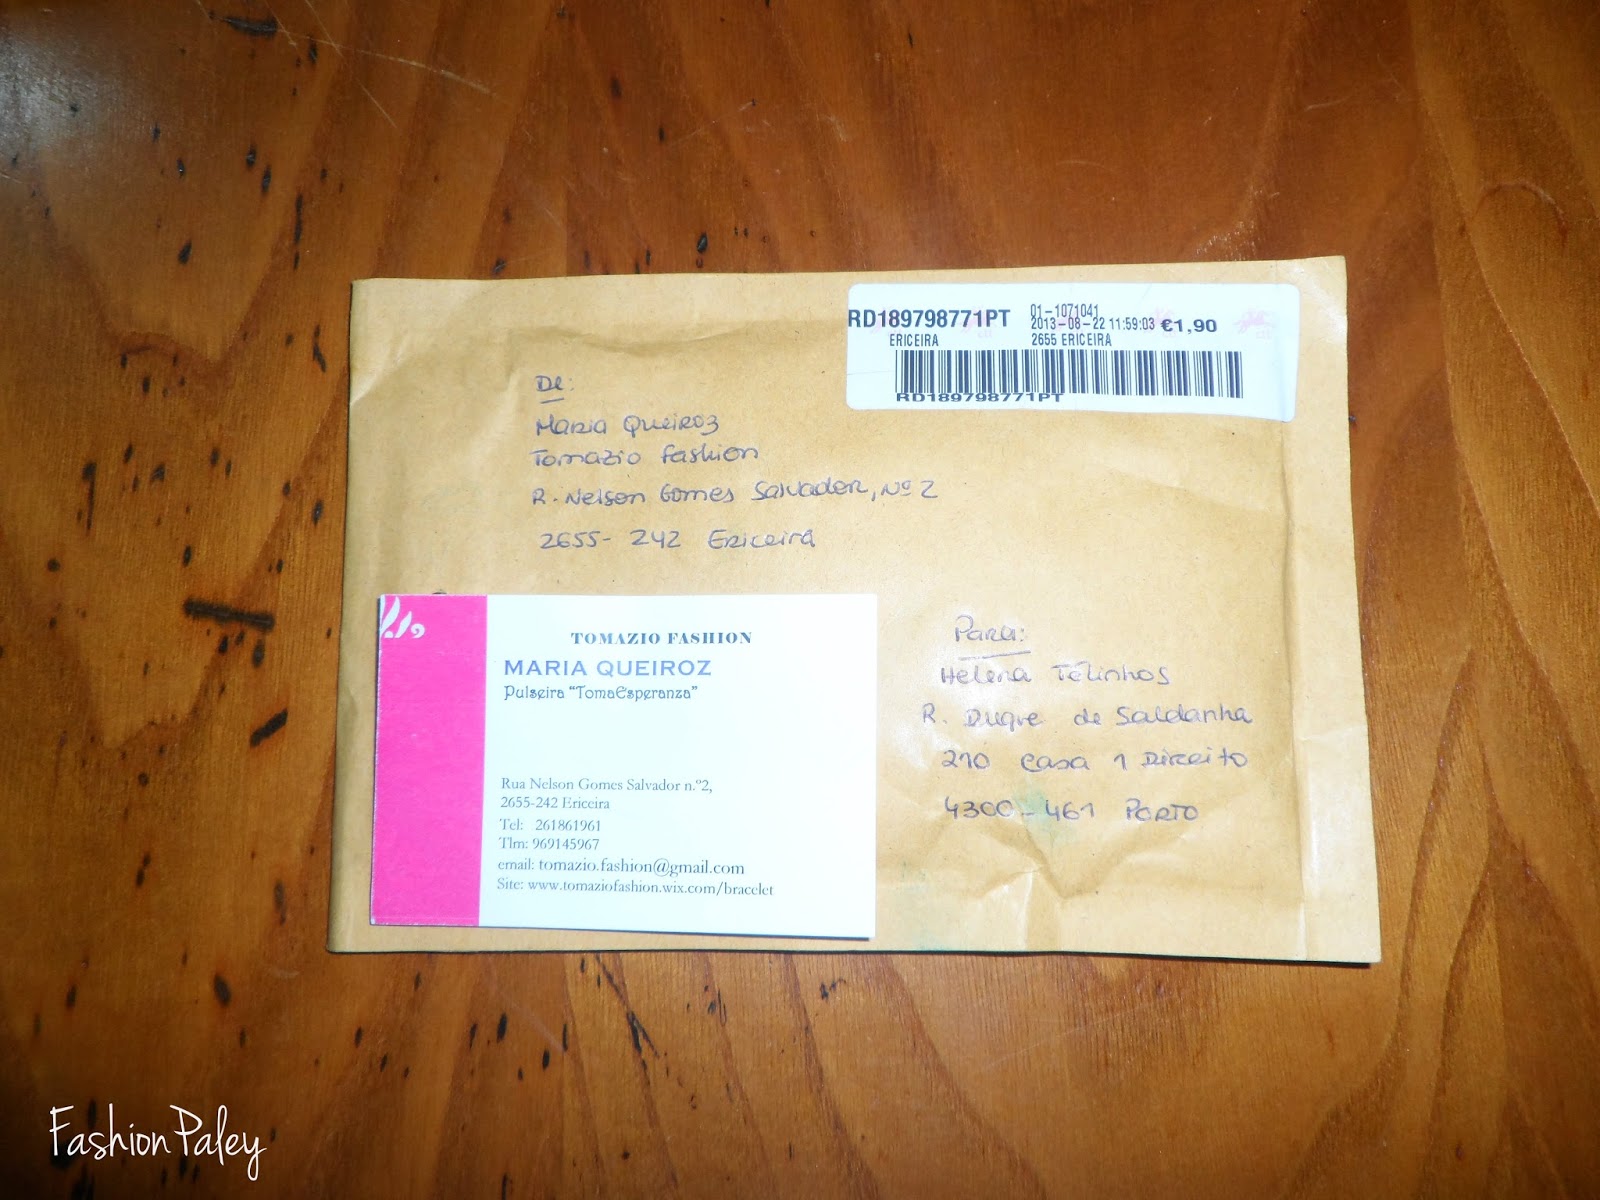 RD189798771PT
01-1071041
2013-08-22 11:59:03 €1,90
ERICEIRA
2655 ERICEIRA
RD189798771PT
De:
Maria Queiroz
Tomazio Fashion
R. Nelson Gomes Salvador, Nº 2
2655-242 Ericeira
TOMAZIO FASHION
MARIA QUEIROZ
Pulseira “TomaEsperanza”
Rua Nelson Gomes Salvador n.º2,
2655-242 Ericeira
Tel: 261861961
Tlm: 969145967
email: tomazio.fashion@gmail.com
Site: www.tomaziofashion.wix.com/bracelet
Para:
Helena Telinhos
R. Duque de Saldanha
210 casa 1 Direito
4300-461 PORTO
FashionPaley